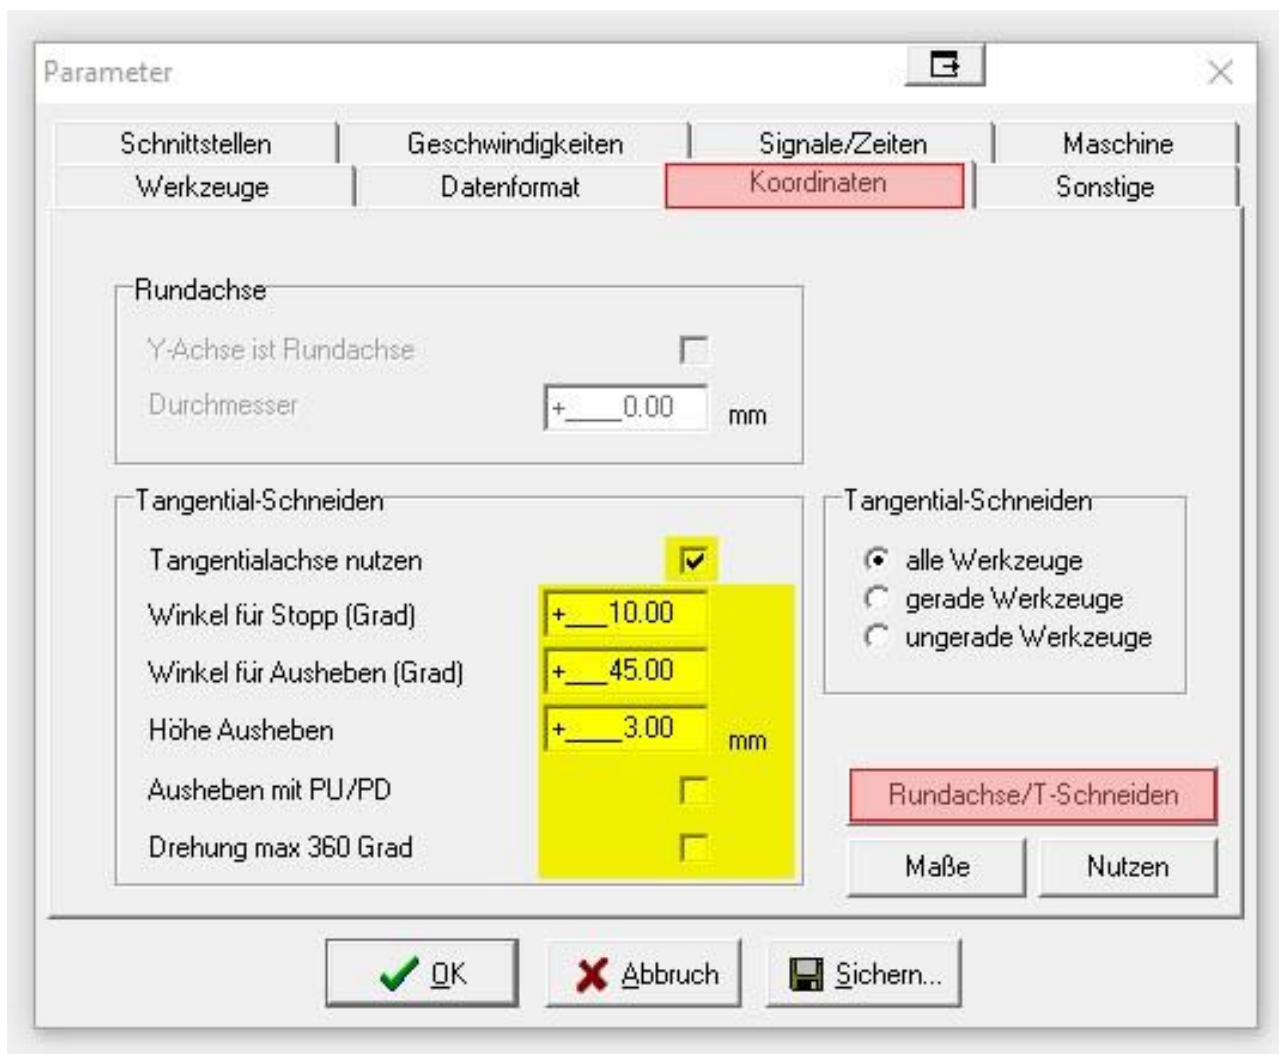 Parameter
Schnittstellen Geschwindigkeiten Signale/Zeiten Maschine
Werkzeuge Datenformat Koordinaten Sonstige
Rundachse
Y-Achse ist Rundachse
Durchmesser +____0.00 mm
Tangential-Schneiden
Tangentialachse nutzen
Winkel für Stopp (Grad) +___10.00
Winkel für Ausheben (Grad) +___45.00
Höhe Ausheben +____3.00 mm
Ausheben mit PU/PD
Drehung max 360 Grad
Tangential-Schneiden
alle Werkzeuge
gerade Werkzeuge
ungerade Werkzeuge
Rundachse/T-Schneiden
Maße Nutzen
OK Abbruch Sichern...